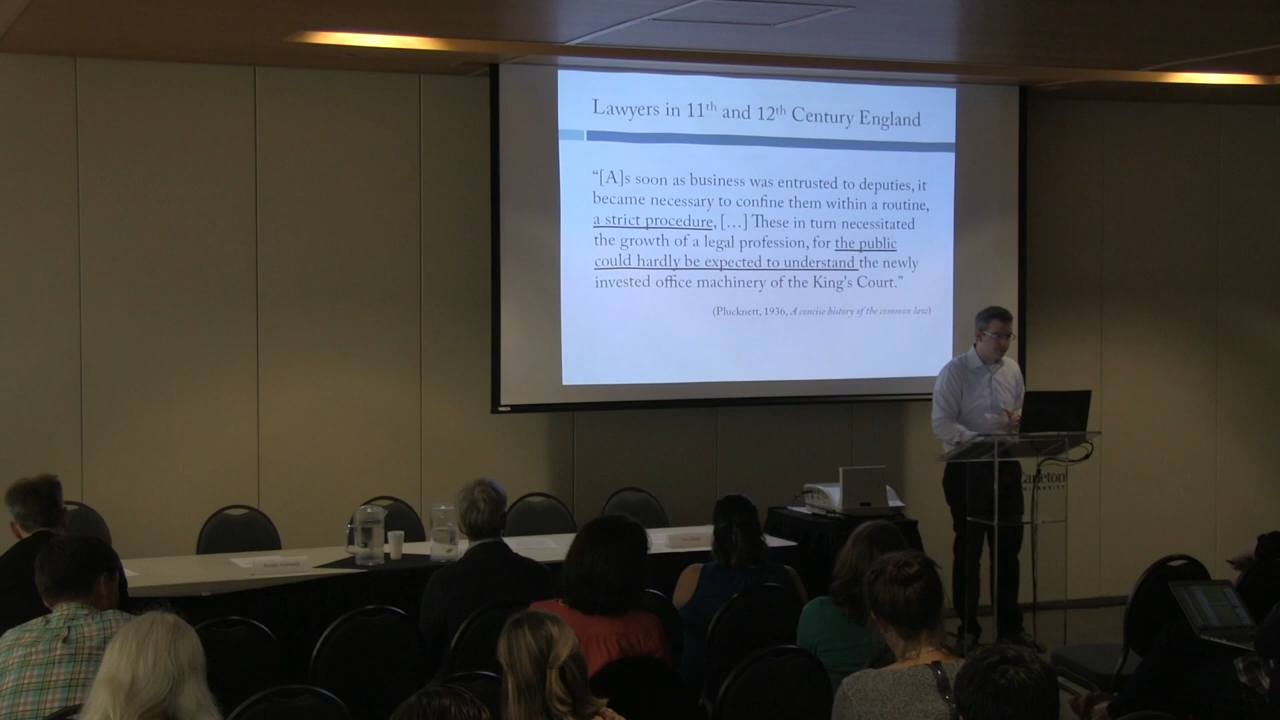 Lawyers in 11th and 12th Century England
“[A]s soon as business was entrusted to deputies, it
became necessary to confine them within a routine,
a strict procedure, […] These in turn necessitated
the growth of a legal profession, for the public
could hardly be expected to understand the newly
invested office machinery of the King's Court.”
(Plucknett, 1936, A concise history of the common law)
Carleton
UNIVERSITY